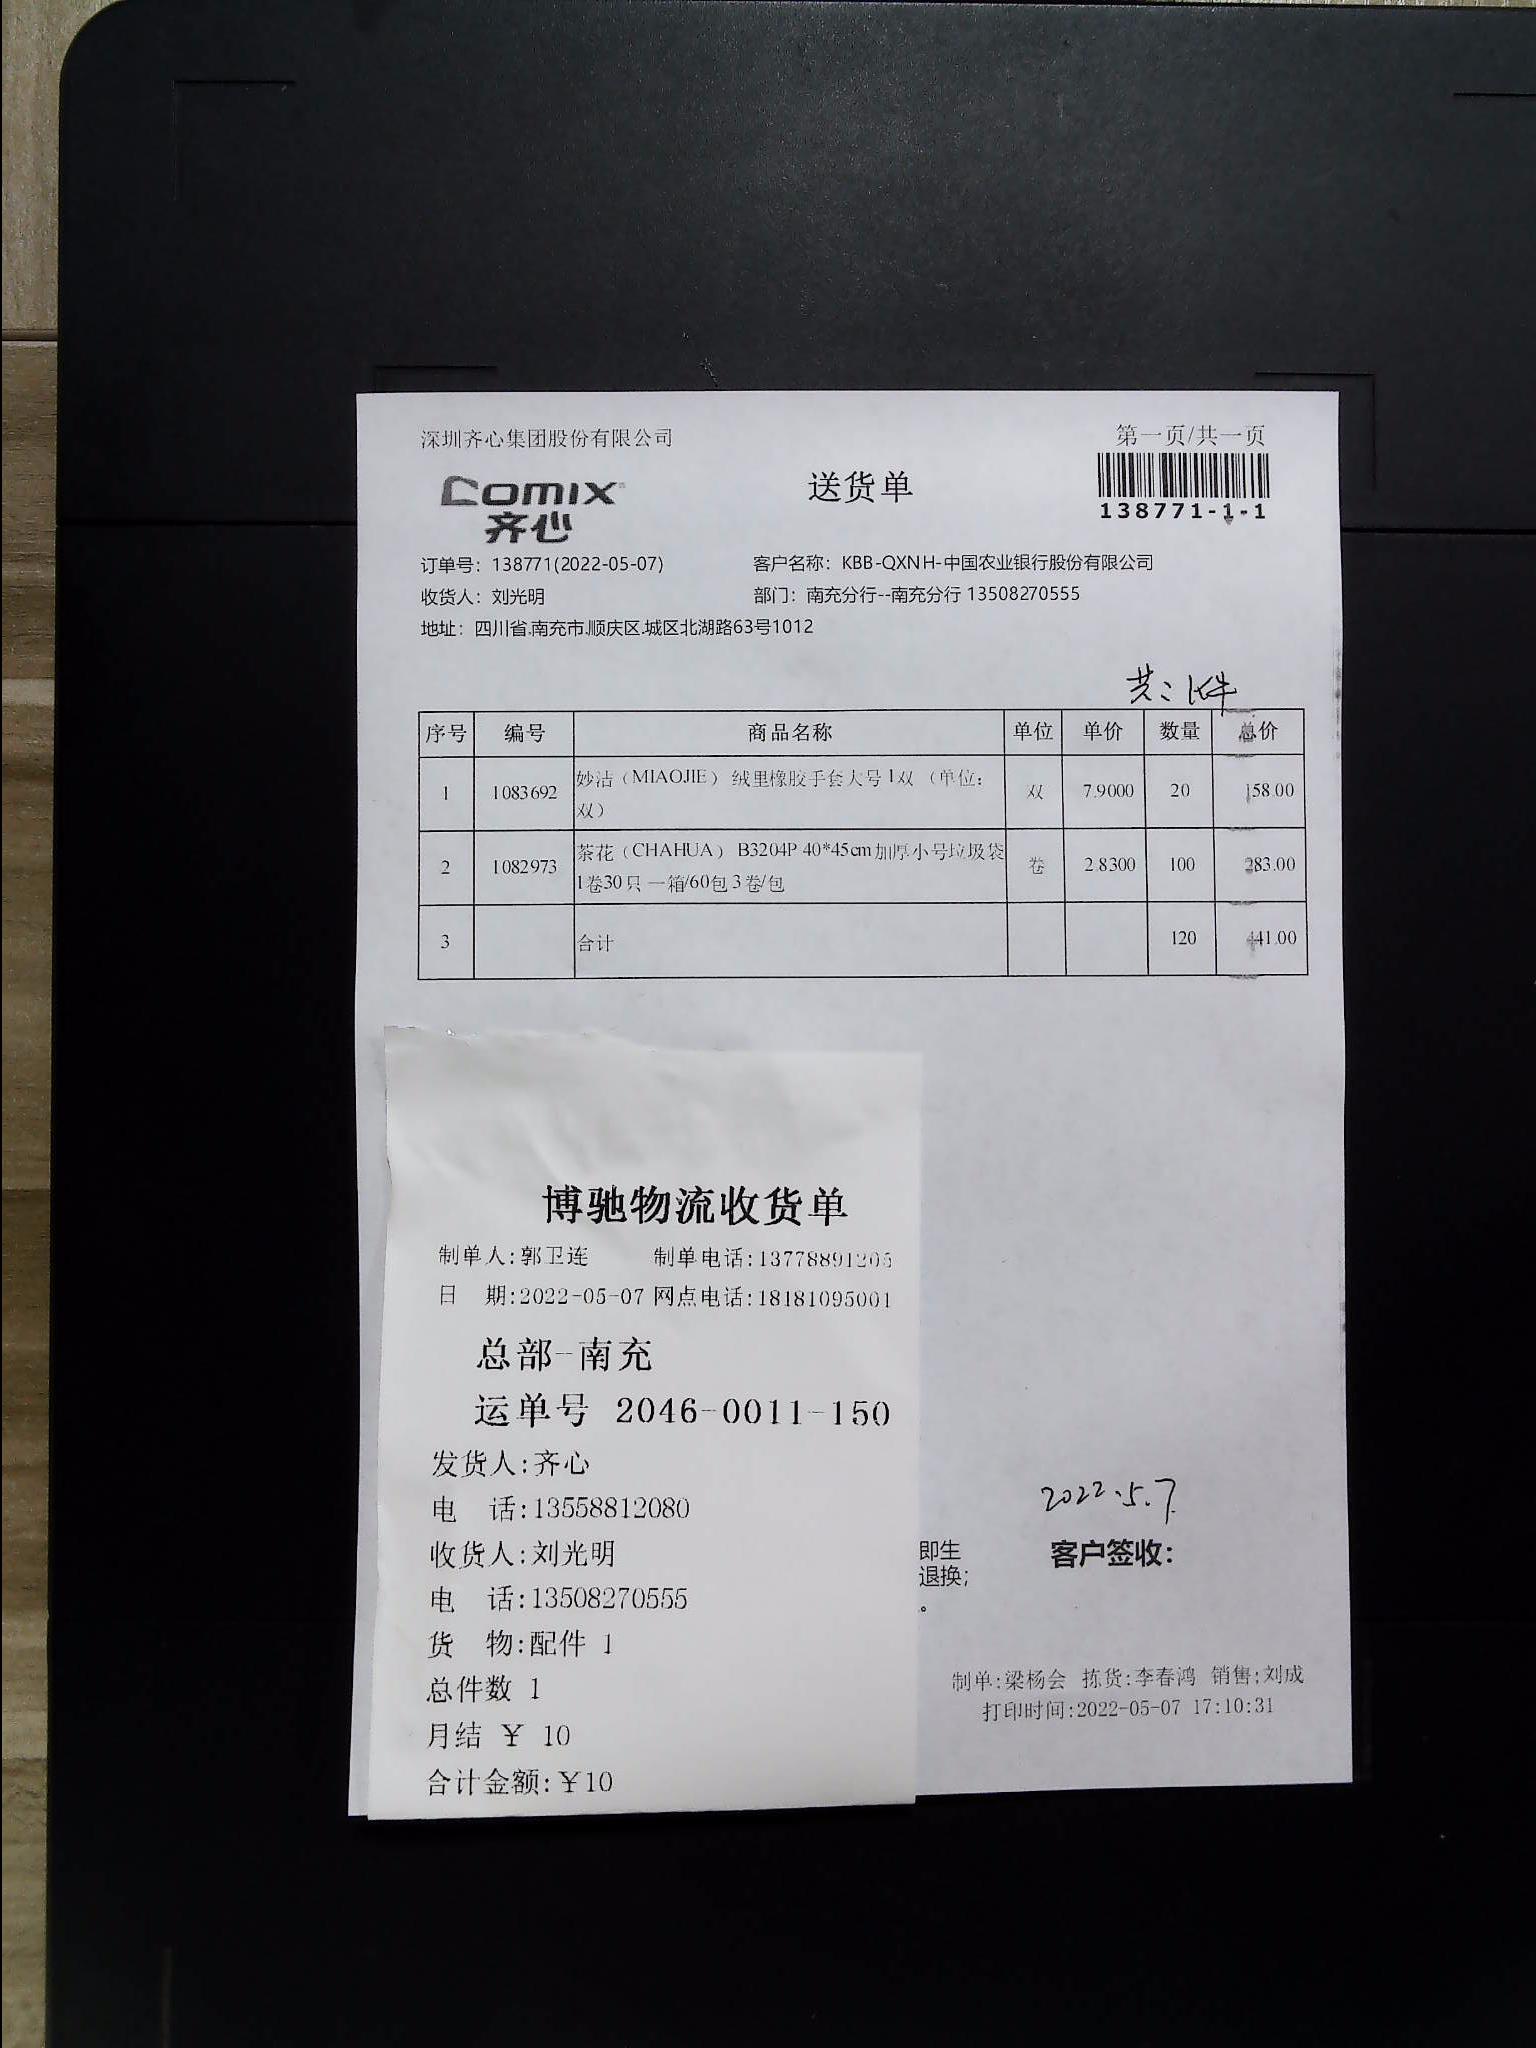 深圳齐心集团股份有限公司
第一页/共一页
Comix
齐心
送货单
138771-1-1
订单号：138771(2022-05-07)
客户名称：KBB-QXNH-中国农业银行股份有限公司
收货人：刘光明
部门：南充分行--南充分行 13508270555
地址：四川省.南充市.顺庆区.城区北湖路63号1012
序号 编号 商品名称 单位 单价 数量 总价
1 1083692 妙洁（MIAOJIE） 绒里橡胶手套大号 1双 （单位：双） 双 7.9000 20 158.00
2 1082973 茶花（CHAHUA） B3204P 40*45cm加厚小号垃圾袋 1卷30只 一箱/60包 3卷/包 卷 2.8300 100 283.00
3 合计 120 441.00
博驰物流收货单
制单人:郭卫连 制单电话:13778891205
日 期:2022-05-07 网点电话:18181095001
总部-南充
运单号 2046-0011-150
发货人:齐心
电 话:13558812080
收货人:刘光明
电 话:13508270555
货 物:配件 1
总件数 1
月结 ¥ 10
合计金额:¥10
2022.5.7
即生
退换；
。
客户签收：
制单:梁杨会 拣货:李春鸿 销售:刘成
打印时间:2022-05-07 17:10:31